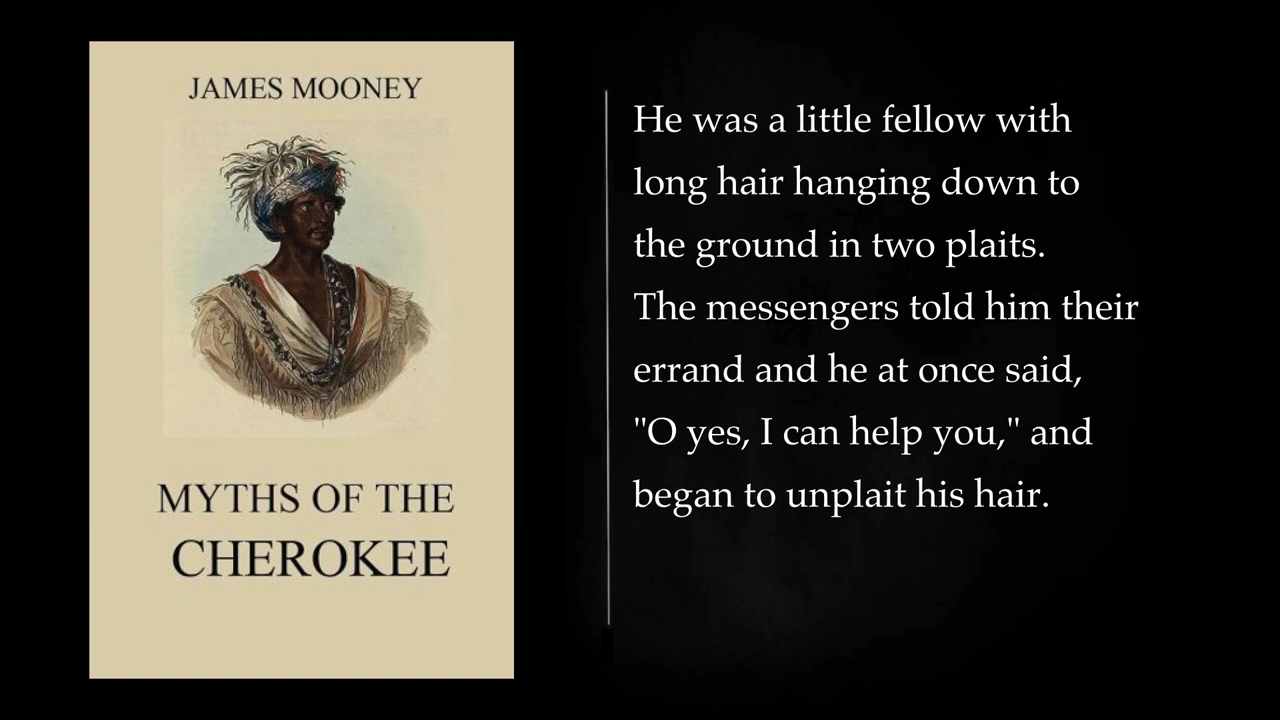 JAMES MOONEY
MYTHS OF THE
CHEROKEE
He was a little fellow with
long hair hanging down to
the ground in two plaits.
The messengers told him their
errand and he at once said,
"O yes, I can help you," and
began to unplait his hair.